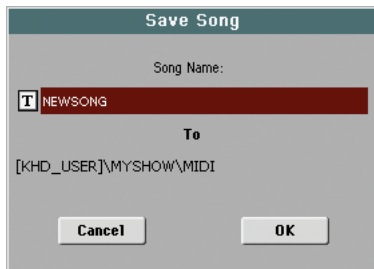 Save Song
Song Name:
T NEWSONG
To
[KHD_USER]\MYSHOW\MIDI
Cancel OK